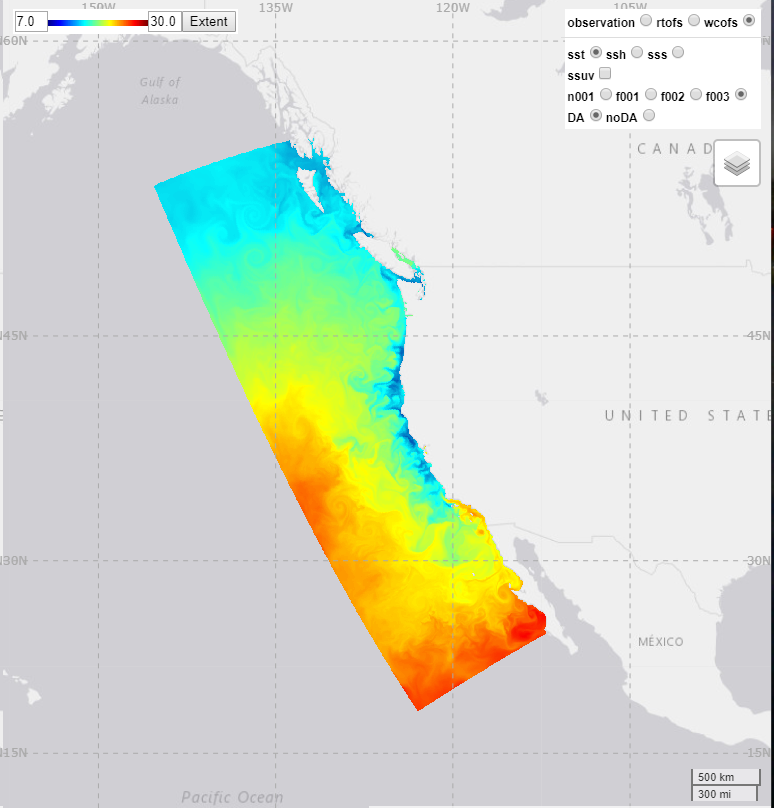 150W 135W 120W 105W
7.0 30.0 Extent
observation rtofs wcofs
sst ssh sss
ssuv
n001 f001 f002 f003
DA noDA
60N
Gulf of
Alaska
CANAD
45N 45N
UNITED STATE
30N 30N
MÉXICO
15N 15N
500 km
300 mi
Pacific Ocean